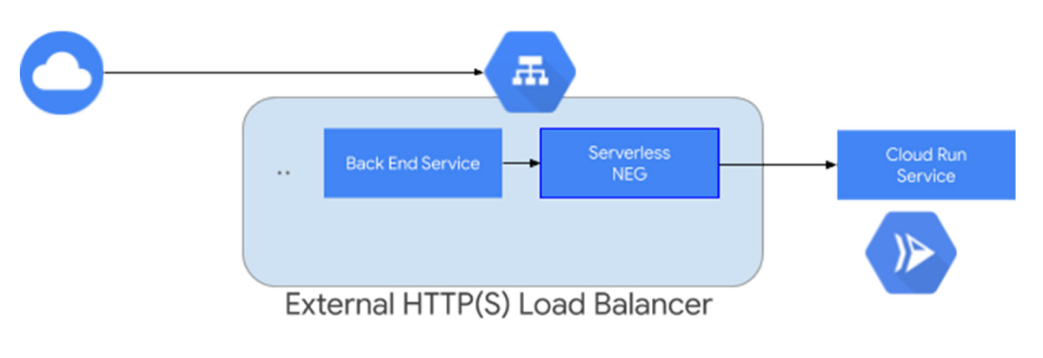 ..
Back End Service
Serverless
NEG
Cloud Run
Service
External HTTP(S) Load Balancer